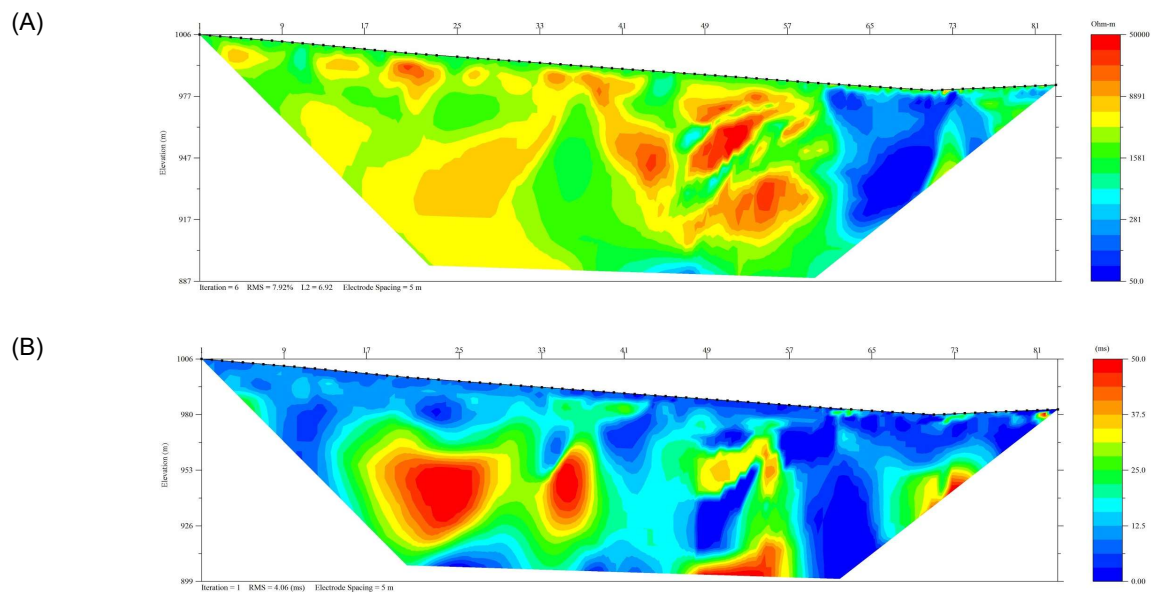 (A)
1 9 17 25 33 41 49 57 65 73 81
Ohm-m
1006
977
947
917
887
Elevation (m)
50000
8891
1581
281
50.0
Iteration = 6 RMS = 7.92% L2 = 6.92 Electrode Spacing = 5 m
(B)
1 9 17 25 33 41 49 57 65 73 81
(ms)
1006
980
953
926
899
Elevation (m)
50.0
37.5
25.0
12.5
0.00
Iteration = 1 RMS = 4.06 (ms) Electrode Spacing = 5 m